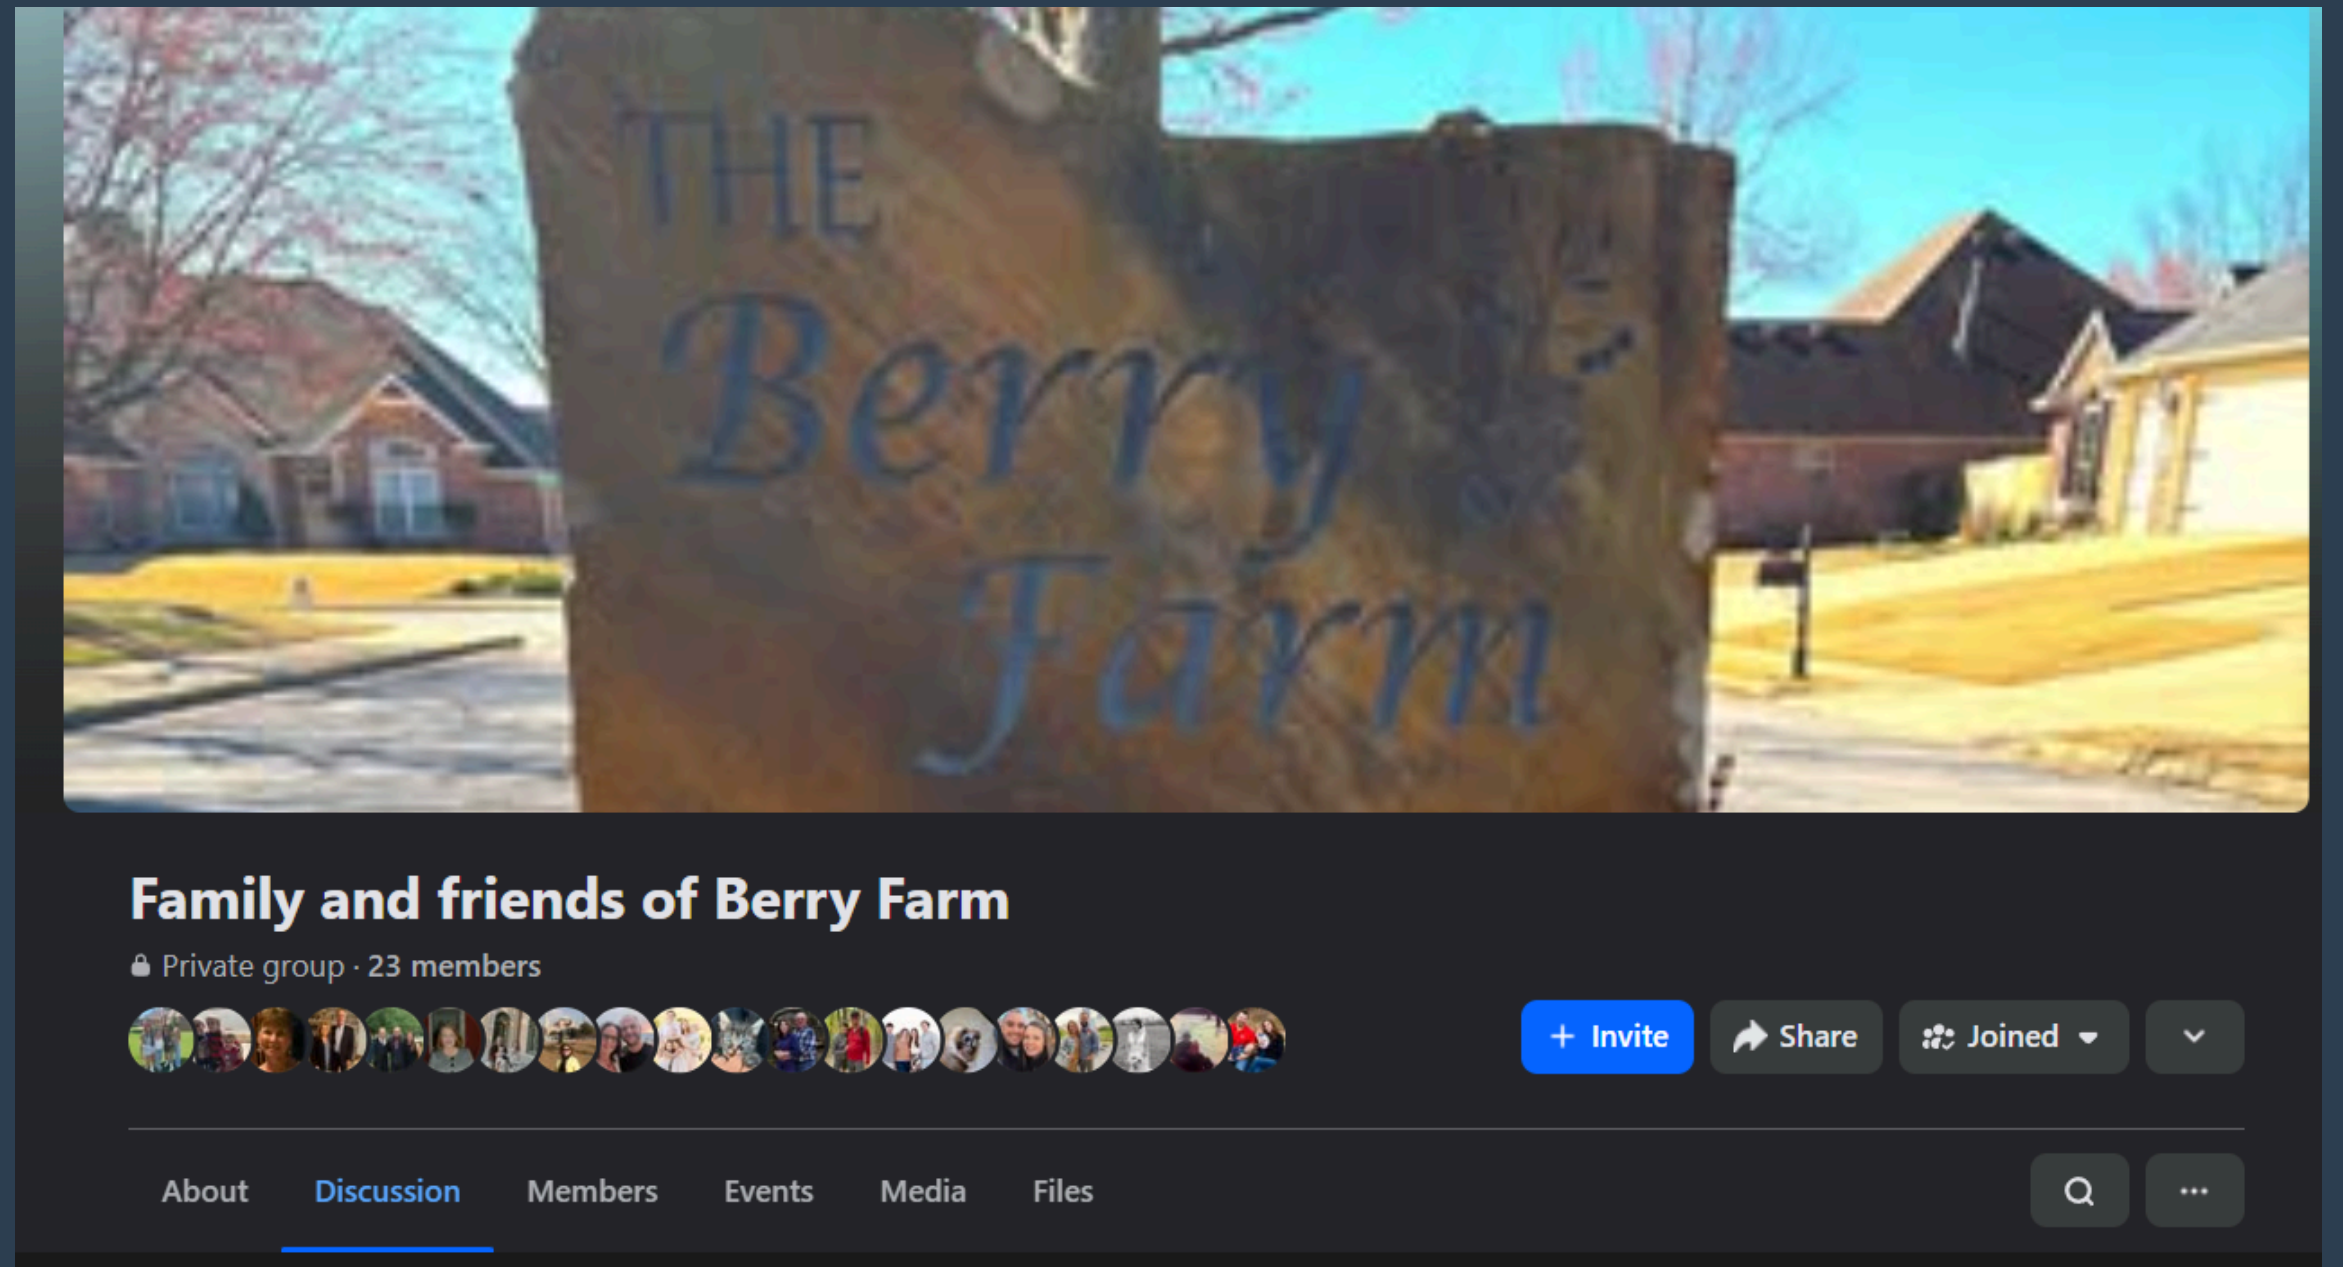 THE
Berry
Farm
Family and friends of Berry Farm
Private group · 23 members
+ Invite
Share
Joined
About
Discussion
Members
Events
Media
Files